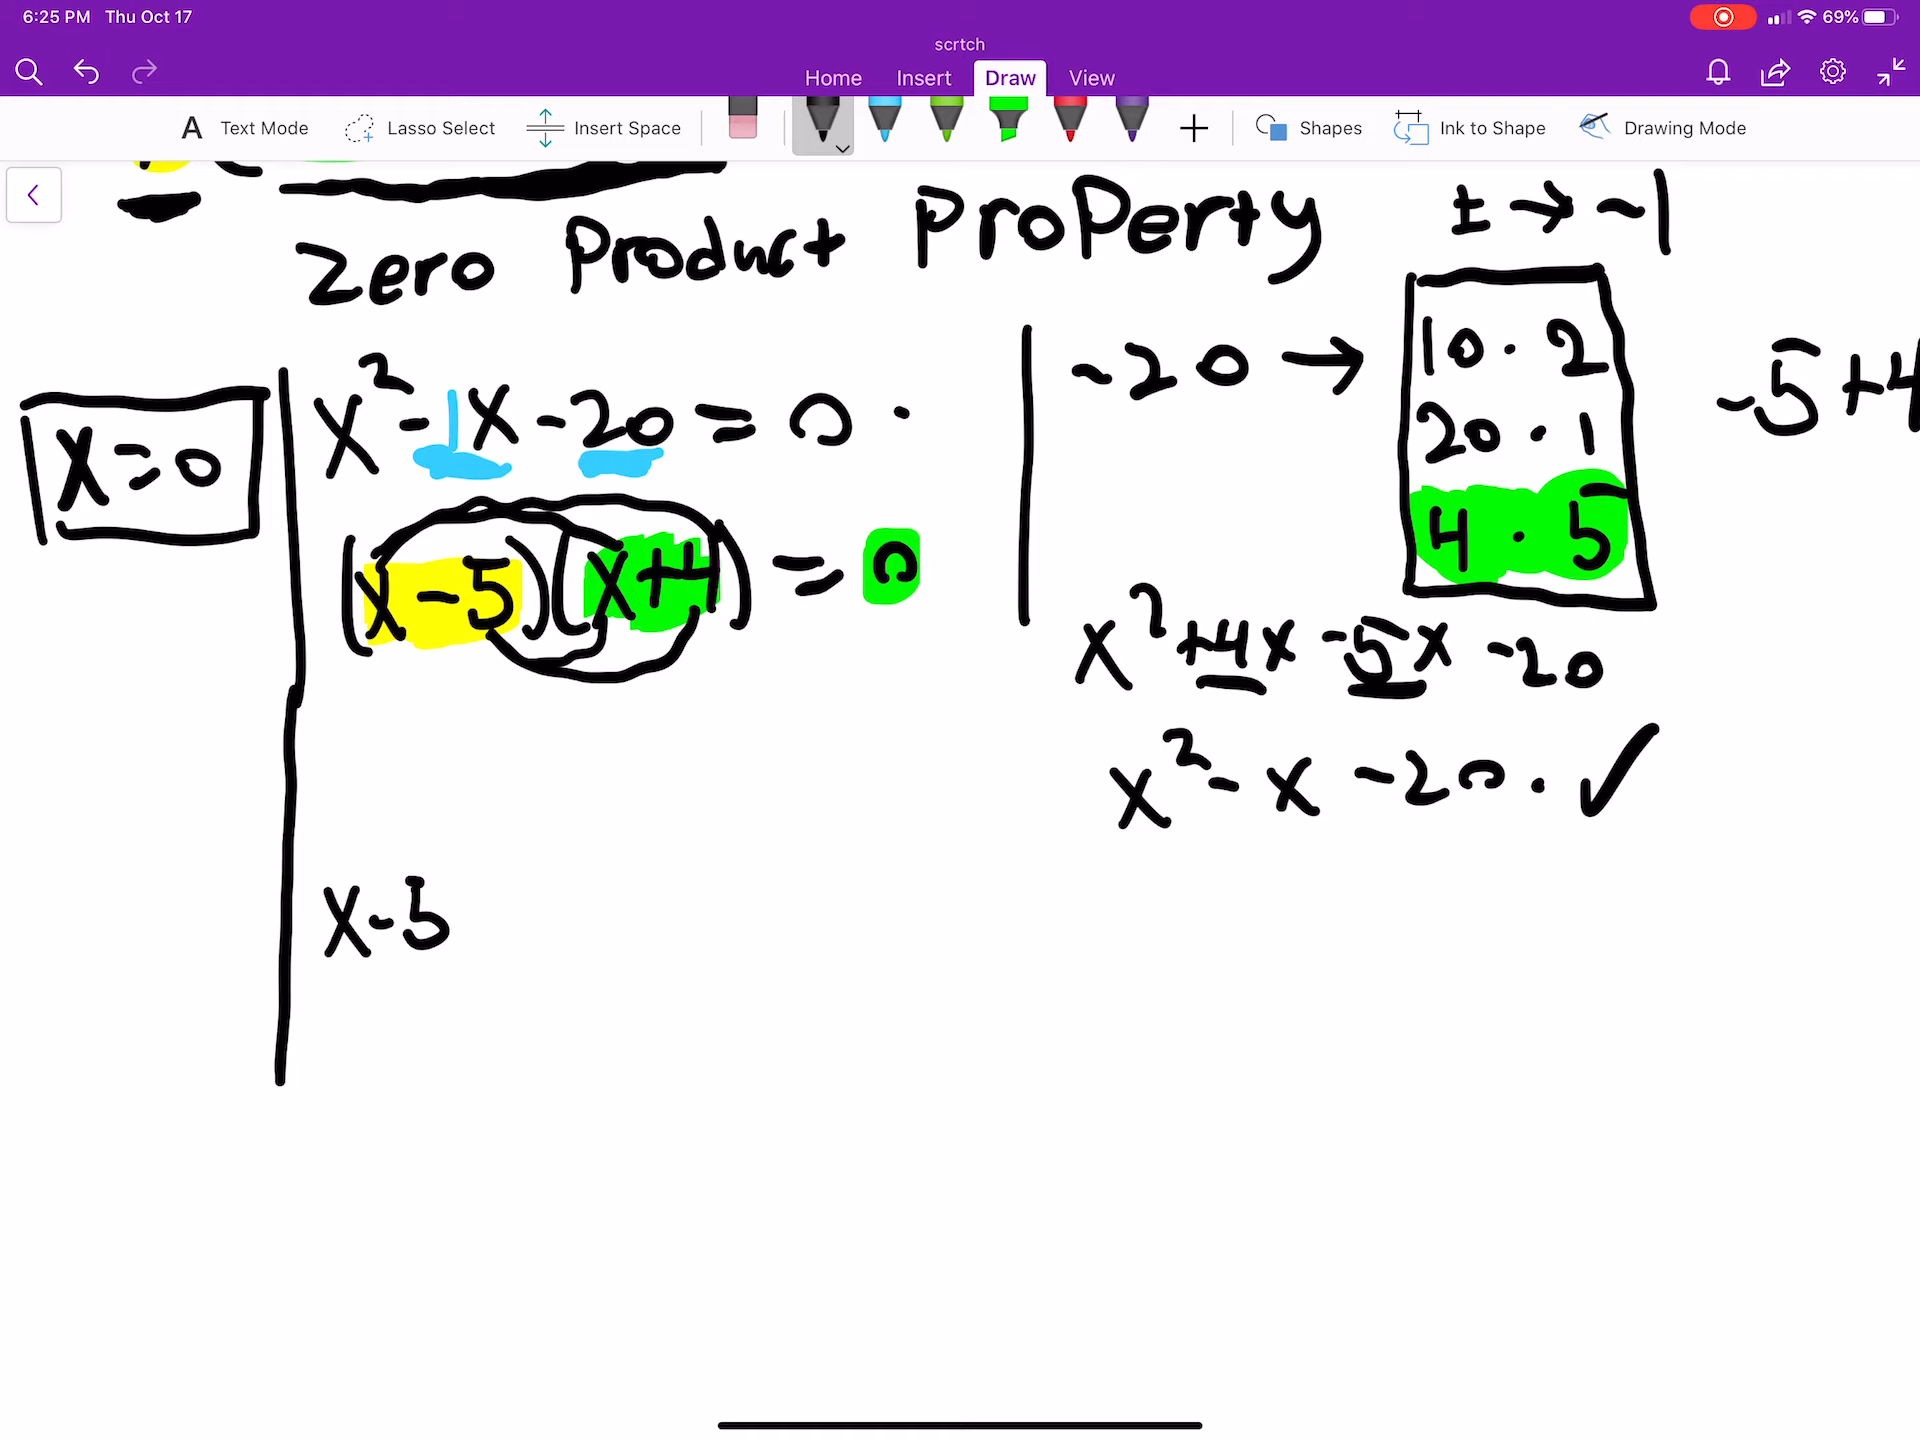 6:25 PM Thu Oct 17
69%
scrtch
Home Insert Draw View
Text Mode Lasso Select Insert Space Shapes Ink to Shape Drawing Mode
Zero Product Property
± → -1
x=0
x² -1x -20 = 0 .
(x-5)(x+4) = 0
-20 →
10 · 2
20 · 1
4 · 5
-5+4
x² +4x -5x -20
x² - x -20 . ✓
x-5